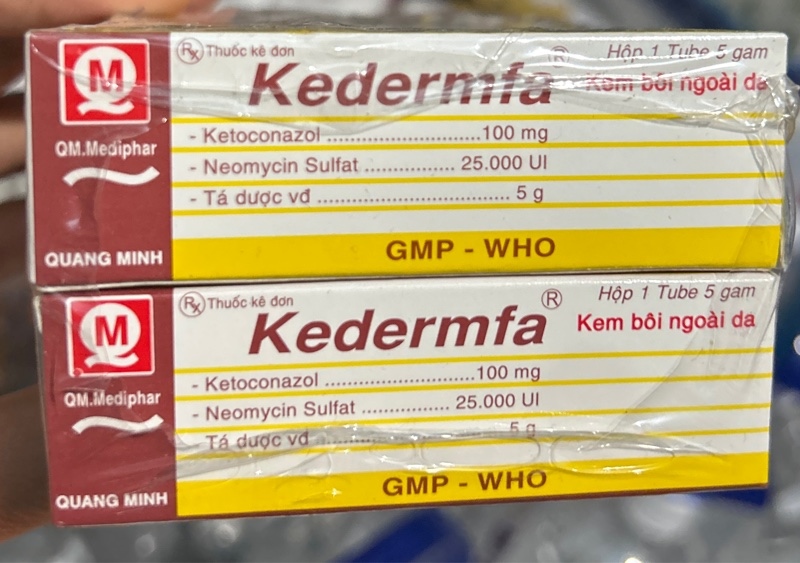 M
QM.Mediphar
QUANG MINH
Rx Thuốc kê đơn
Hộp 1 Tube 5 gam
Kedermfa ®
Kem bôi ngoài da
- Ketoconazol ..........................100 mg
- Neomycin Sulfat ............... 25.000 UI
- Tá dược vđ ................................ 5 g
GMP - WHO
M
QM.Mediphar
QUANG MINH
Rx Thuốc kê đơn
Hộp 1 Tube 5 gam
Kedermfa ®
Kem bôi ngoài da
- Ketoconazol ..........................100 mg
- Neomycin Sulfat ............... 25.000 UI
- Tá dược vđ ................................ 5 g
GMP - WHO